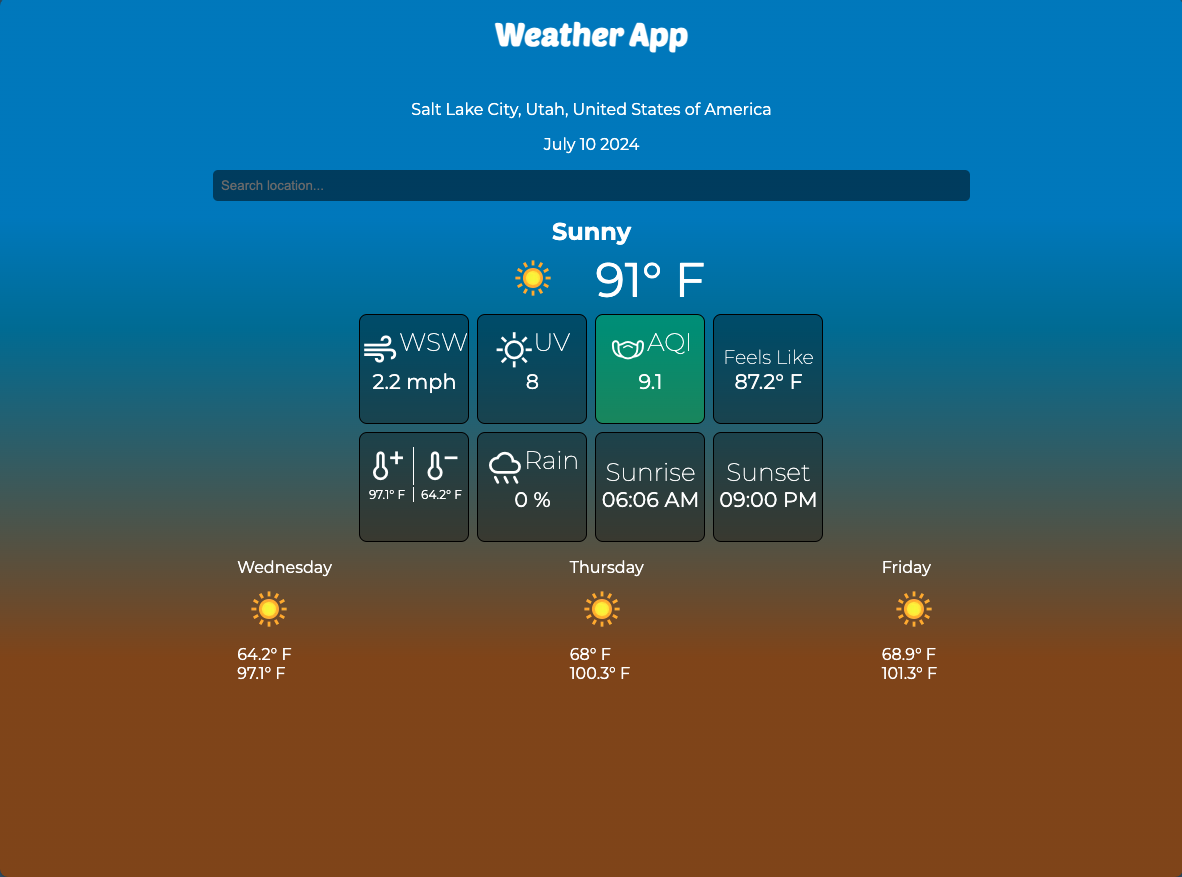 Weather App
Salt Lake City, Utah, United States of America
July 10 2024
Search location...
Sunny
91° F
WSW
2.2 mph
UV
8
AQI
9.1
Feels Like
87.2° F
97.1° F
64.2° F
Rain
0 %
Sunrise
06:06 AM
Sunset
09:00 PM
Wednesday
64.2° F
97.1° F
Thursday
68° F
100.3° F
Friday
68.9° F
101.3° F